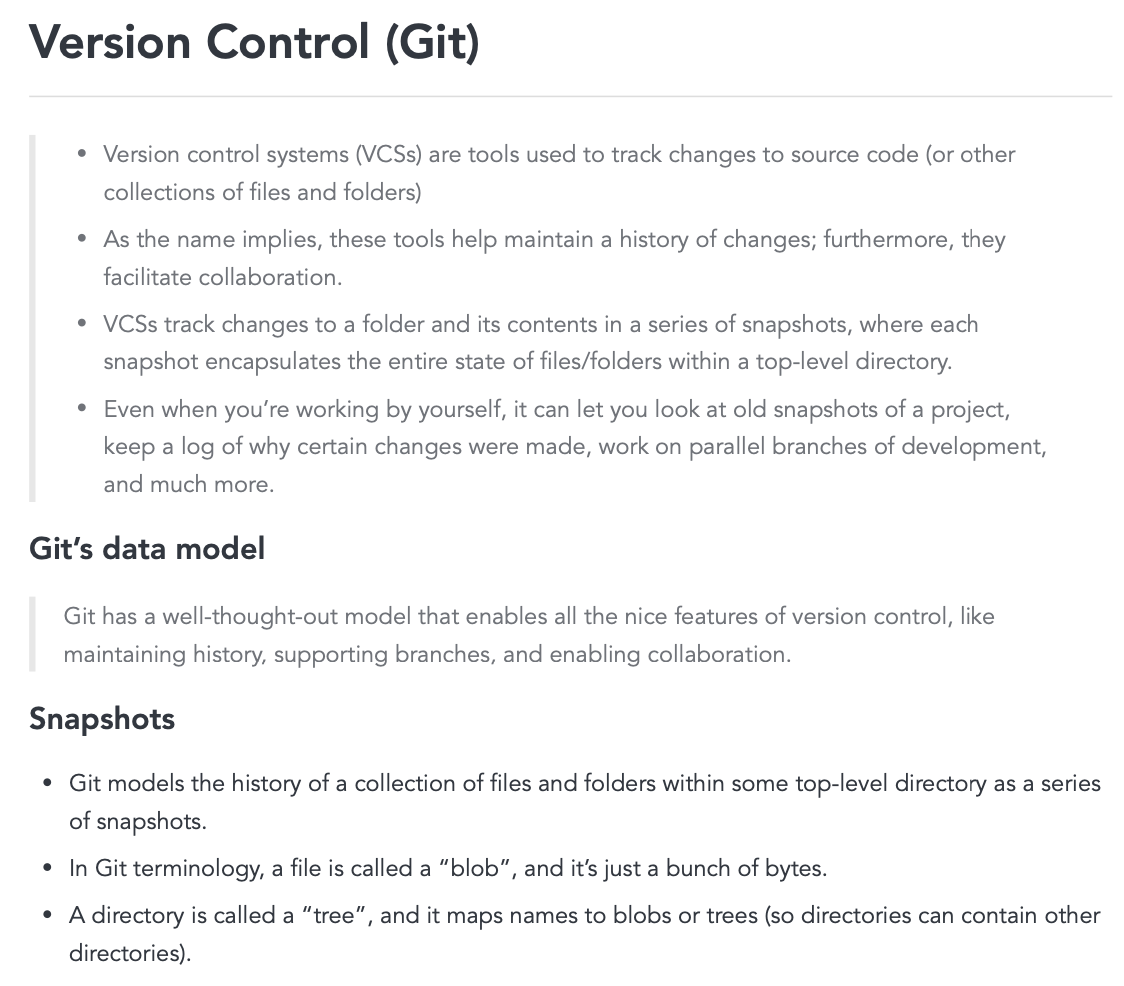 Version Control (Git)
• Version control systems (VCSs) are tools used to track changes to source code (or other
collections of files and folders)
• As the name implies, these tools help maintain a history of changes; furthermore, they
facilitate collaboration.
• VCSs track changes to a folder and its contents in a series of snapshots, where each
snapshot encapsulates the entire state of files/folders within a top-level directory.
• Even when you’re working by yourself, it can let you look at old snapshots of a project,
keep a log of why certain changes were made, work on parallel branches of development,
and much more.
Git’s data model
Git has a well-thought-out model that enables all the nice features of version control, like
maintaining history, supporting branches, and enabling collaboration.
Snapshots
• Git models the history of a collection of files and folders within some top-level directory as a series
of snapshots.
• In Git terminology, a file is called a “blob”, and it’s just a bunch of bytes.
• A directory is called a “tree”, and it maps names to blobs or trees (so directories can contain other
directories).